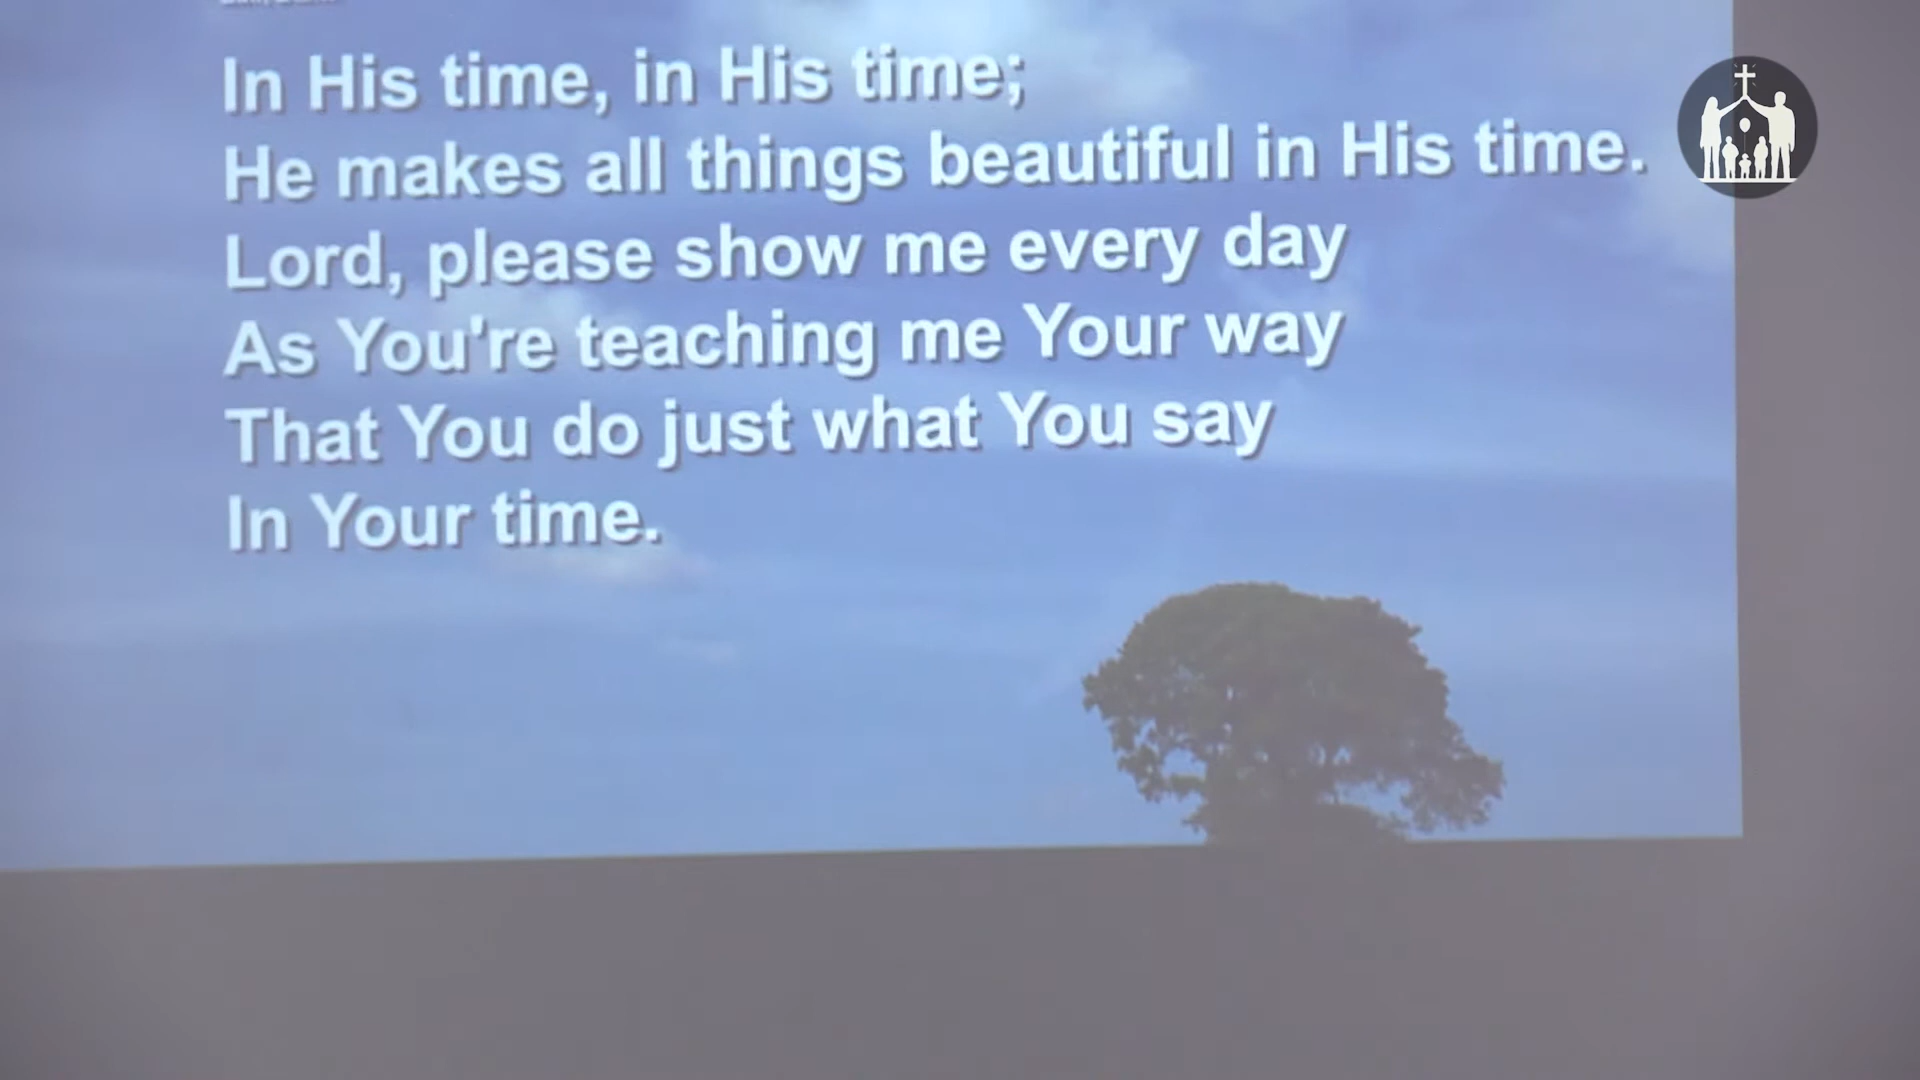 In His time, in His time;
He makes all things beautiful in His time.
Lord, please show me every day
As You're teaching me Your way
That You do just what You say
In Your time.